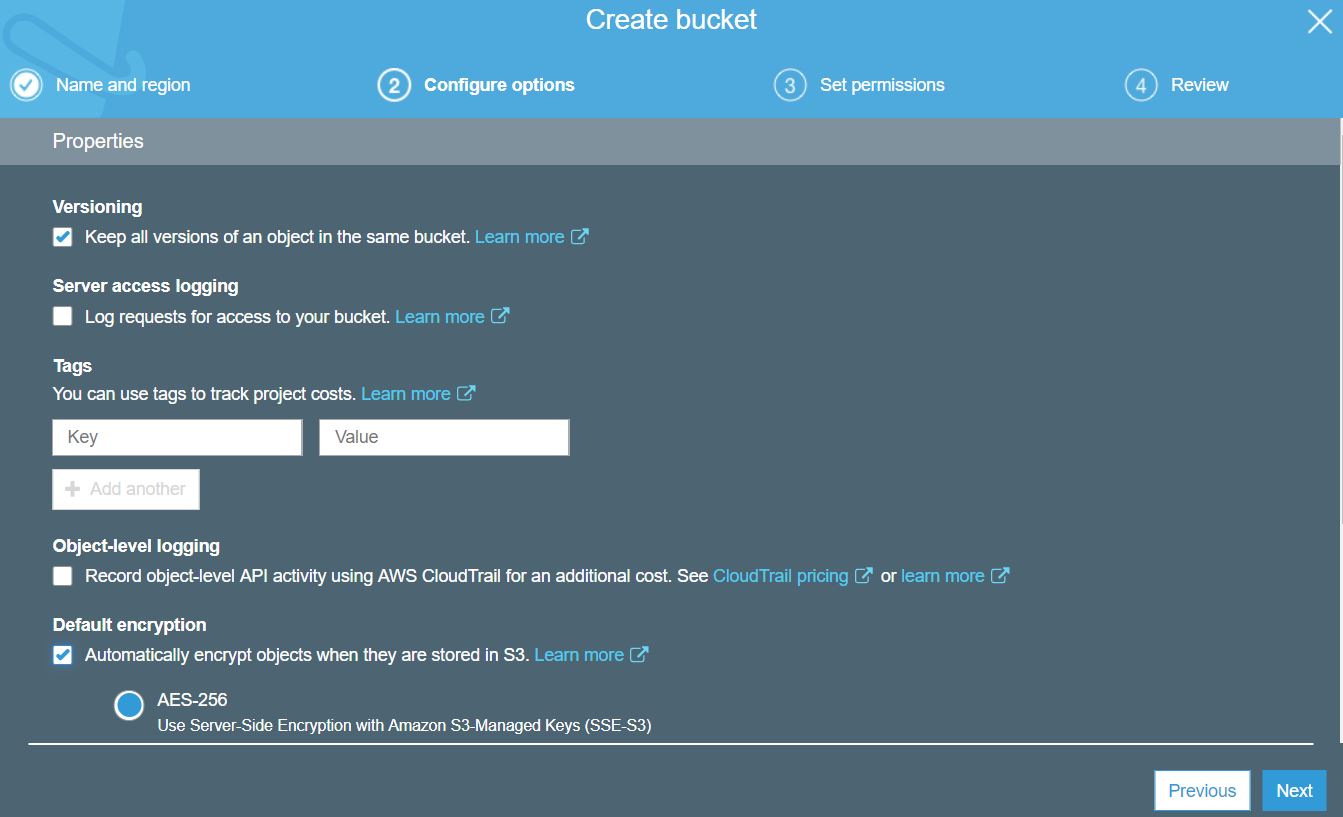 Create bucket
Name and region
2 Configure options
3 Set permissions
4 Review
Properties
Versioning
Keep all versions of an object in the same bucket. Learn more
Server access logging
Log requests for access to your bucket. Learn more
Tags
You can use tags to track project costs. Learn more
Key Value
Add another
Object-level logging
Record object-level API activity using AWS CloudTrail for an additional cost. See CloudTrail pricing or learn more
Default encryption
Automatically encrypt objects when they are stored in S3. Learn more
AES-256
Use Server-Side Encryption with Amazon S3-Managed Keys (SSE-S3)
Previous Next